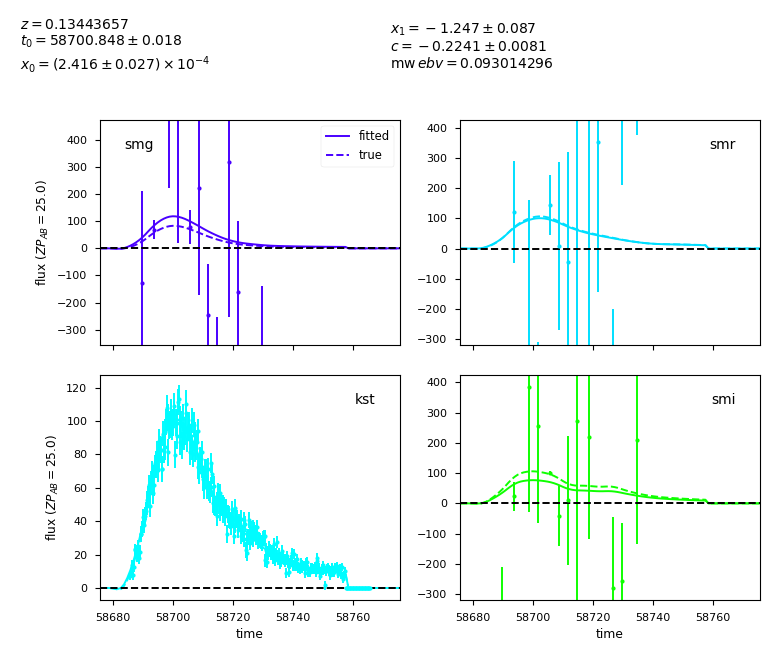 z = 0.13443657
t₀ = 58700.848 ± 0.018
x₀ = (2.416 ± 0.027) × 10⁻⁴
x₁ = −1.247 ± 0.087
c = −0.2241 ± 0.0081
mw ebv = 0.093014296
smg
fitted
true
400
300
200
100
0
−100
−200
−300
flux (ZP_AB = 25.0)
smr
400
300
200
100
0
−100
−200
−300
kst
120
100
80
60
40
20
0
flux (ZP_AB = 25.0)
58680 58700 58720 58740 58760
time
smi
400
300
200
100
0
−100
−200
−300
58680 58700 58720 58740 58760
time